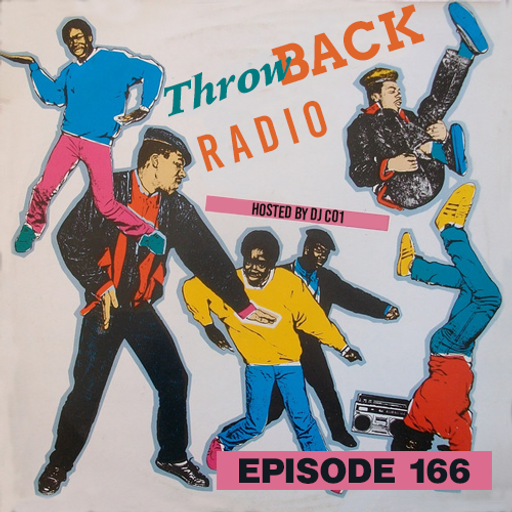 ThrowBACK
RADIO
HOSTED BY DJ CO1
EPISODE 166